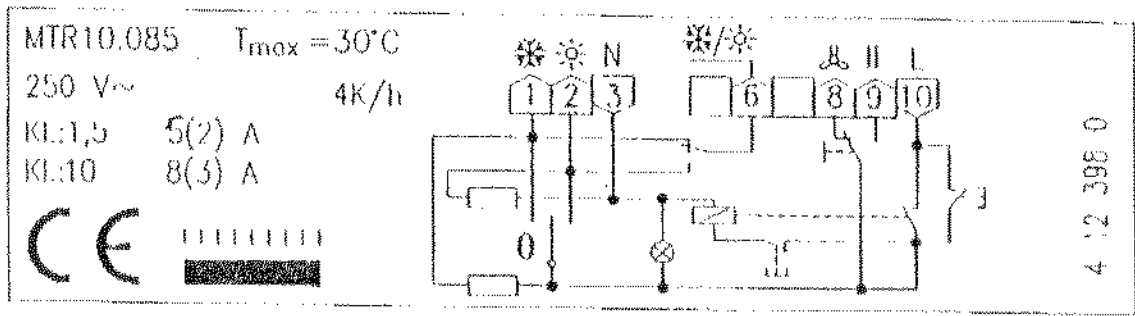 MTR10.085 Tmax = 30°C
250 V~ 4K/h
KL:1,5 5(2) A
KL:10 8(3) A
CE
N
L
1 2 3 6 8 9 10
0
4 12 398 0